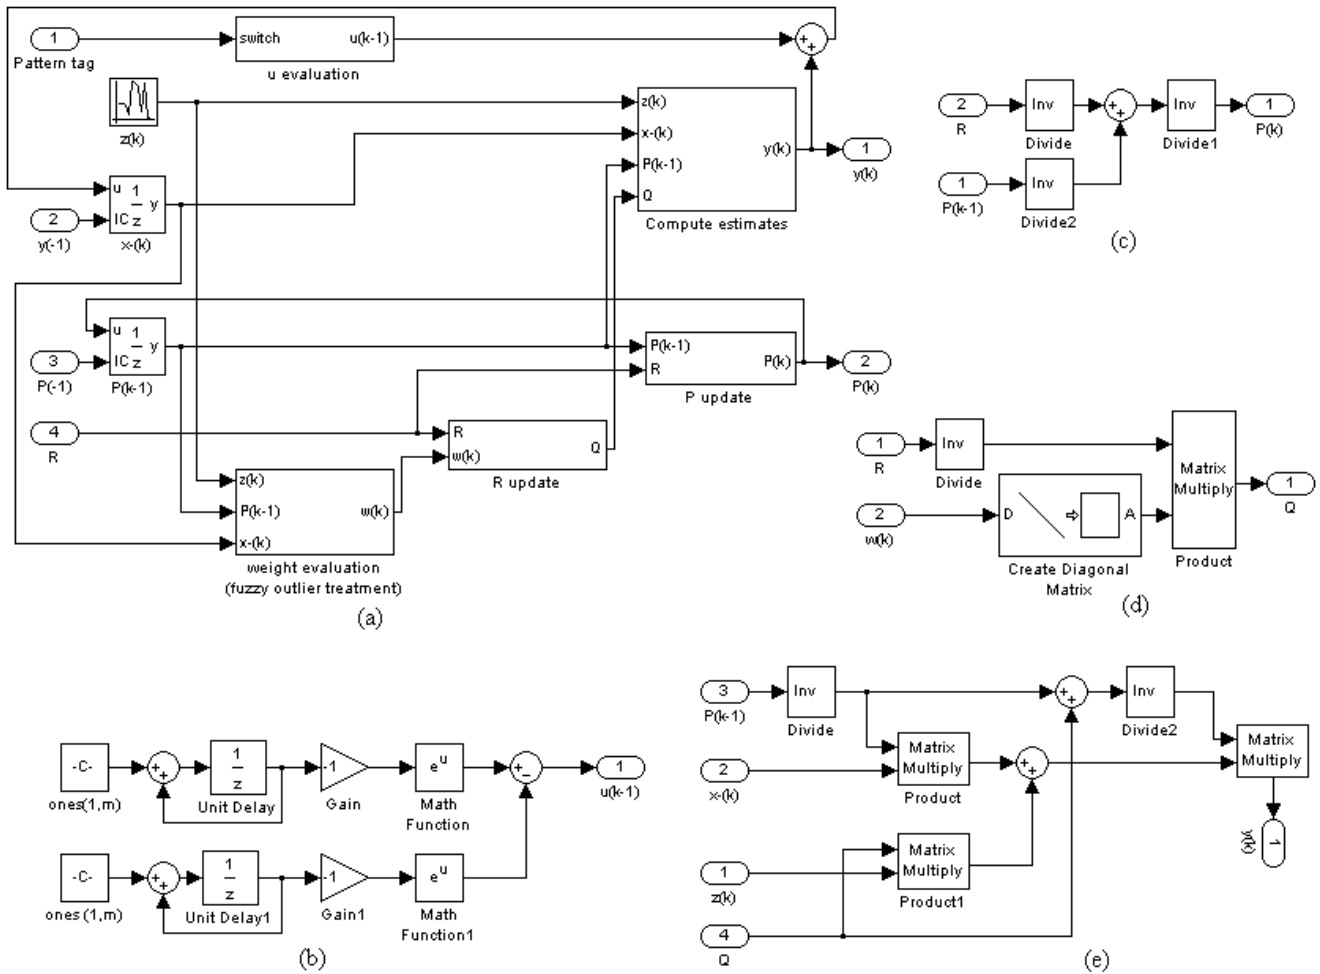 1
Pattern tag
switch
u(k-1)
u evaluation
+
+
z(k)
u
IC
1
z
y
x-(k)
2
y(-1)
z(k)
x-(k)
P(k-1)
Q
y(k)
Compute estimates
1
y(k)
u
IC
1
z
y
P(k-1)
3
P(-1)
4
R
P(k-1)
R
P(k)
P update
2
P(k)
R
w(k)
Q
R update
z(k)
P(k-1)
x-(k)
w(k)
weight evaluation
(fuzzy outlier treatment)
(a)
2
R
Inv
Divide
+
+
Inv
Divide1
1
P(k)
1
P(k-1)
Inv
Divide2
(c)
1
R
Inv
Divide
2
w(k)
D
A
Create Diagonal
Matrix
Matrix
Multiply
Product
1
Q
(d)
-C-
ones(1,m)
+
+
1
z
Unit Delay
-1
Gain
e^u
Math
Function
+
−
1
u(k-1)
-C-
ones (1,m)
+
+
1
z
Unit Delay1
-1
Gain1
e^u
Math
Function1
(b)
3
P(k-1)
Inv
Divide
+
+
Inv
Divide2
2
x-(k)
Matrix
Multiply
Product
+
+
Matrix
Multiply
1
y(k)
1
z(k)
Matrix
Multiply
Product1
4
Q
(e)